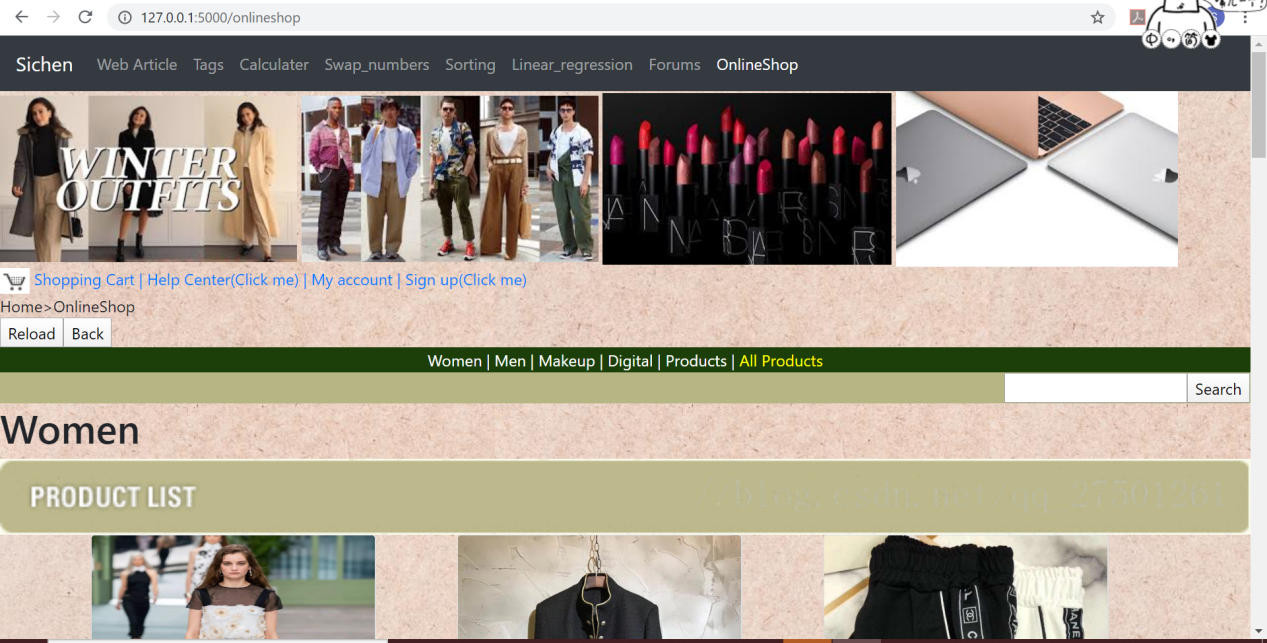 127.0.0.1:5000/onlineshop
Sichen Web Article Tags Calculater Swap_numbers Sorting Linear_regression Forums OnlineShop
WINTER
OUTFITS
Shopping Cart | Help Center(Click me) | My account | Sign up(Click me)
Home>OnlineShop
Reload Back
Women | Men | Makeup | Digital | Products | All Products
Search
Women
PRODUCT LIST